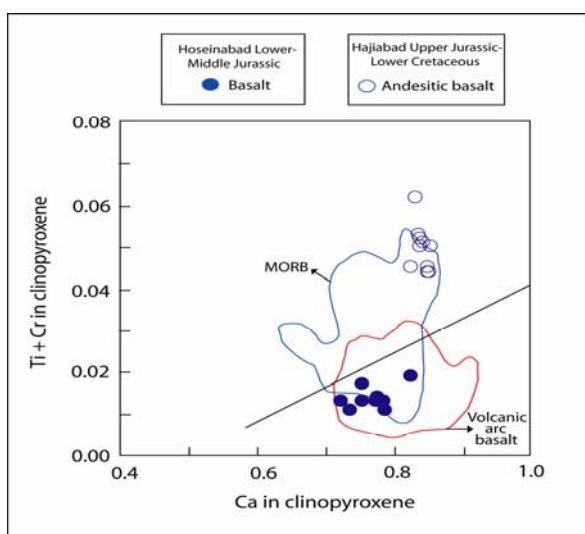 Hoseinabad Lower-
Middle Jurassic
Basalt
Hajiabad Upper Jurassic-
Lower Cretaceous
Andesitic basalt
0.08
0.06
0.04
0.02
0.00
0.4
0.6
0.8
1.0
Ti + Cr in clinopyroxene
Ca in clinopyroxene
MORB
Volcanic
arc
basalt